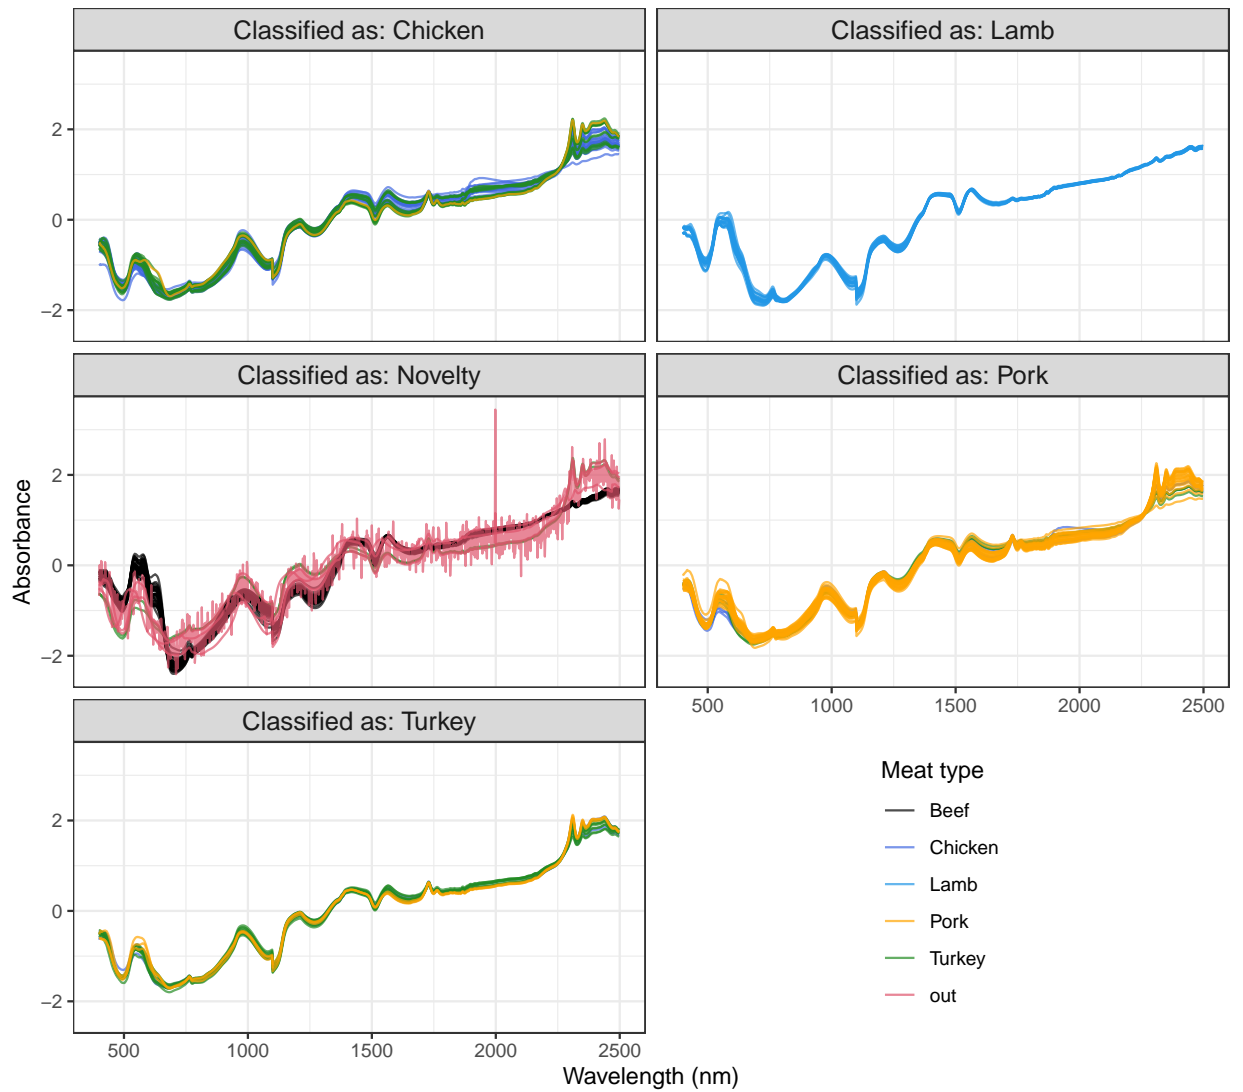 Classified as: Chicken
Classified as: Lamb
2
0
−2
Classified as: Novelty
Classified as: Pork
2
0
−2
500 1000 1500 2000 2500
Absorbance
Classified as: Turkey
2
0
−2
500 1000 1500 2000 2500
Wavelength (nm)
Meat type
Beef
Chicken
Lamb
Pork
Turkey
out